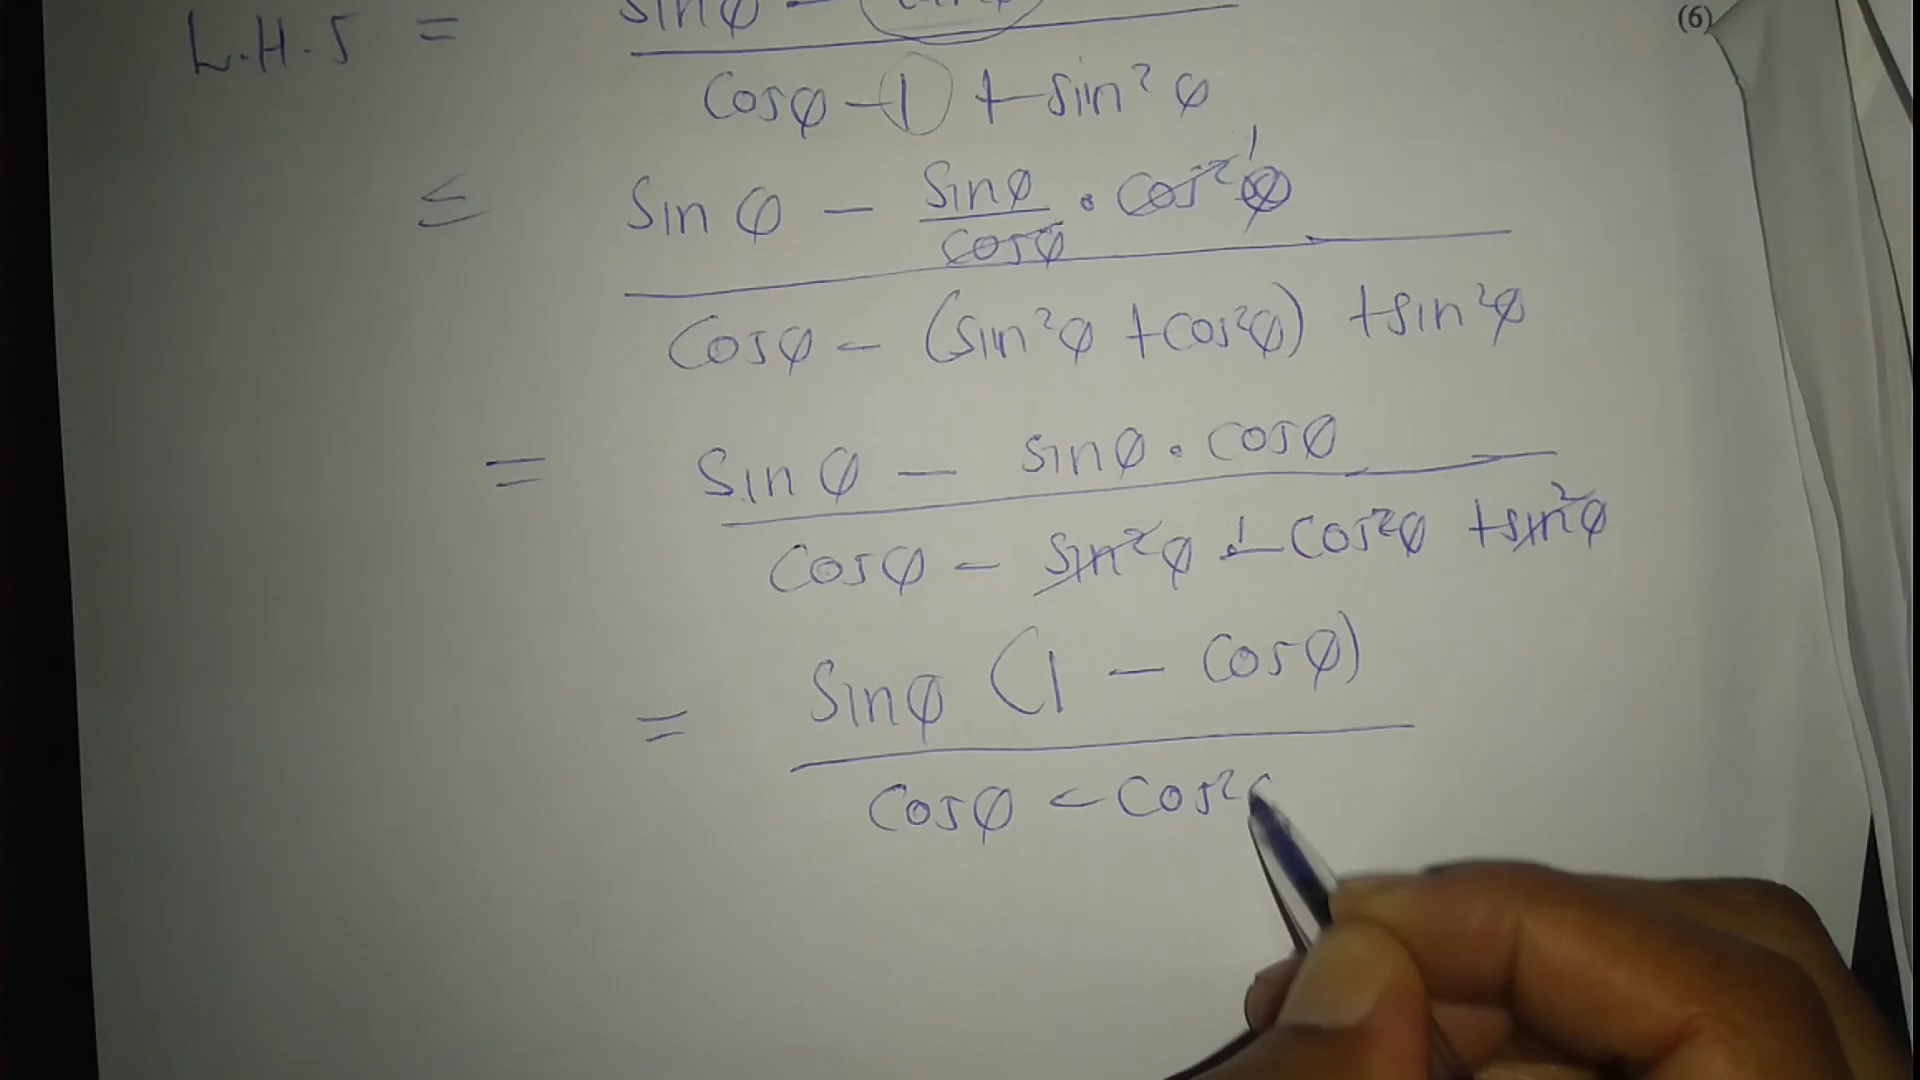 (6)
L.H.S = sinφ -
cosφ - 1 + sin²φ
= sinφ - sinφ/cosφ · cos²φ
cosφ - (sin²φ + cos²φ) + sin²φ
= sinφ - sinφ · cosφ
cosφ - sin²φ - cos²φ + sin²φ
= sinφ (1 - cosφ)
cosφ - cos²